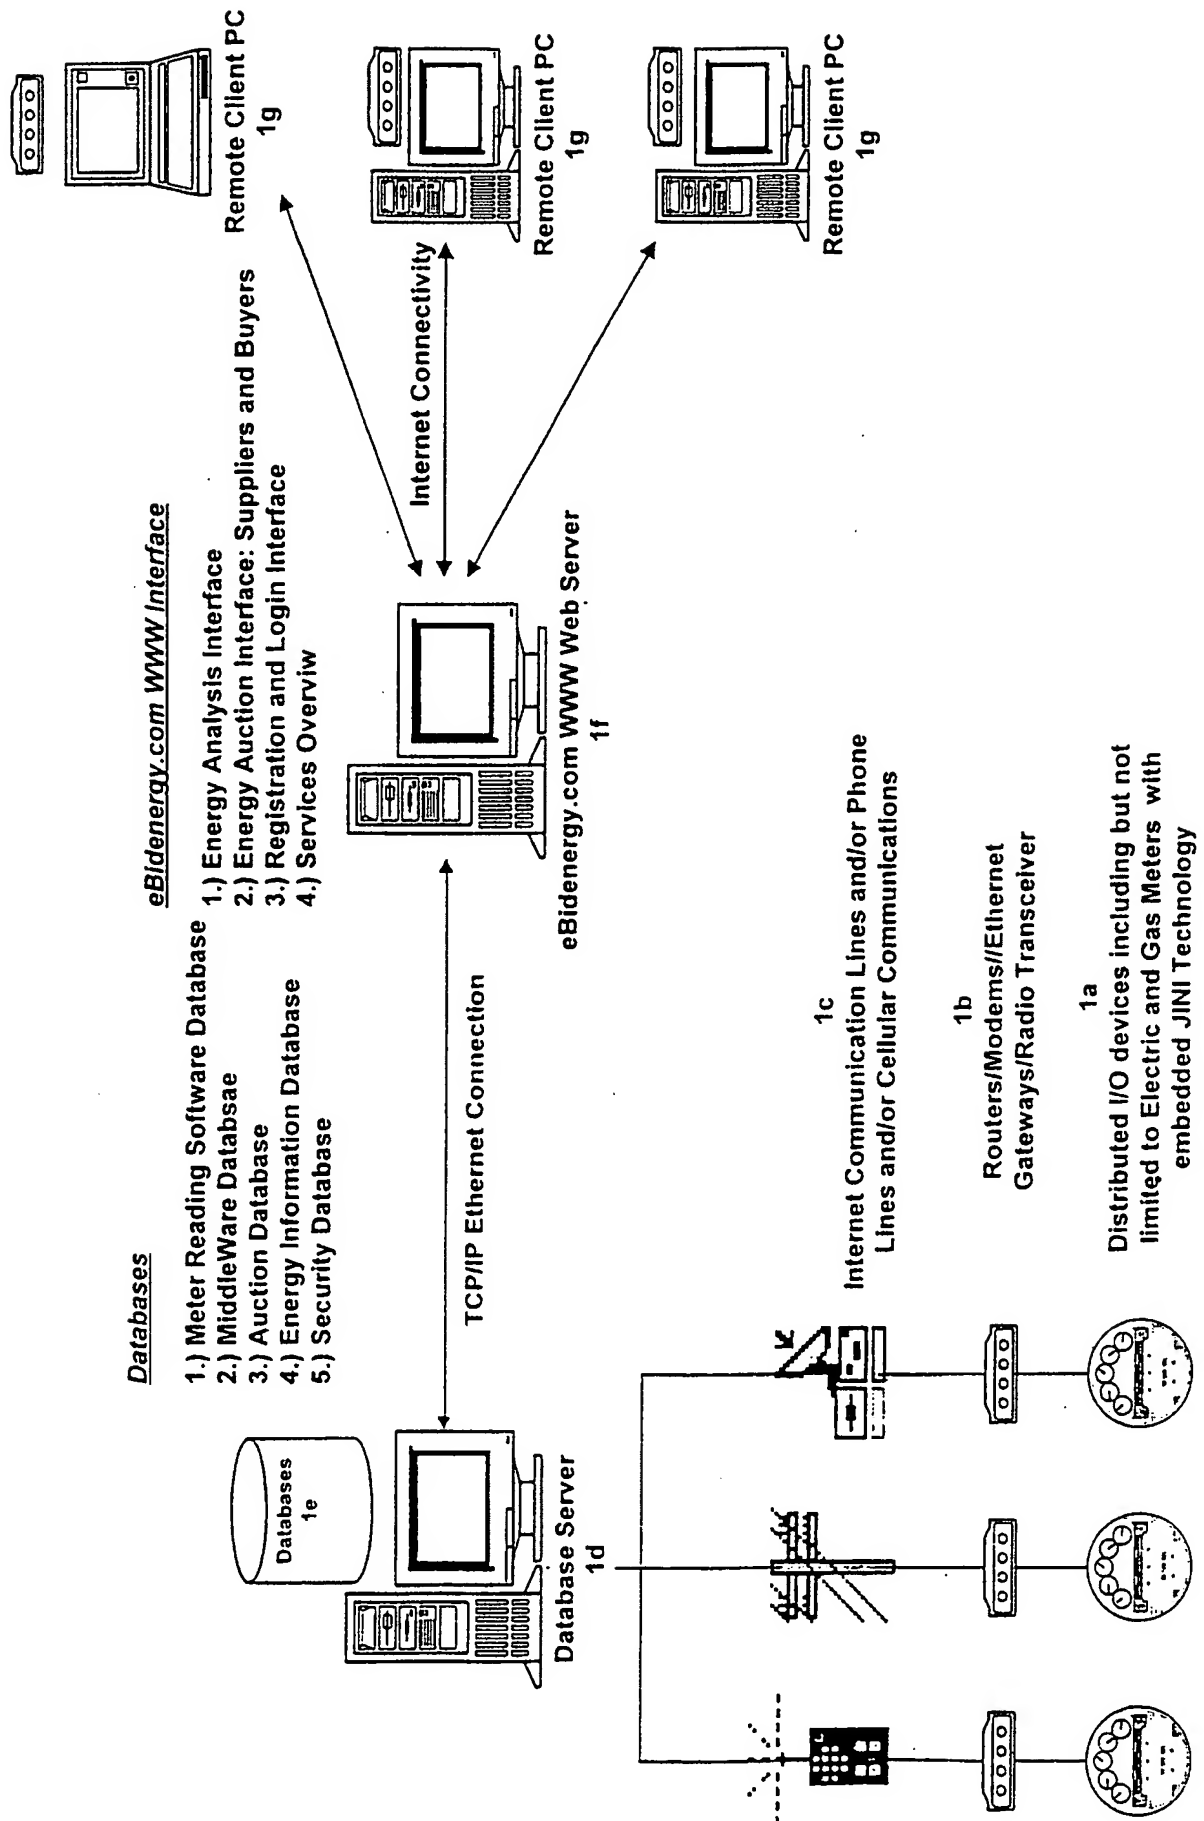 Databases
1.) Meter Reading Software Database
2.) MiddleWare Databsae
3.) Auction Database
4.) Energy Information Database
5.) Security Database
eBidenergy.com WWW Interface
1.) Energy Analysis Interface
2.) Energy Auction Interface: Suppliers and Buyers
3.) Registration and Login Interface
4.) Services Overviw
Databases
1e
Database Server
1d
TCP/IP Ethernet Connection
eBidenergy.com WWW Web Server
1f
Internet Connectivity
Remote Client PC
1g
Remote Client PC
1g
Remote Client PC
1g
1c
Internet Communication Lines and/or Phone
Lines and/or Cellular Communications
1b
Routers/Modems//Ethernet
Gateways/Radio Transceiver
1a
Distributed I/O devices including but not
limited to Electric and Gas Meters with
embedded JINI Technology